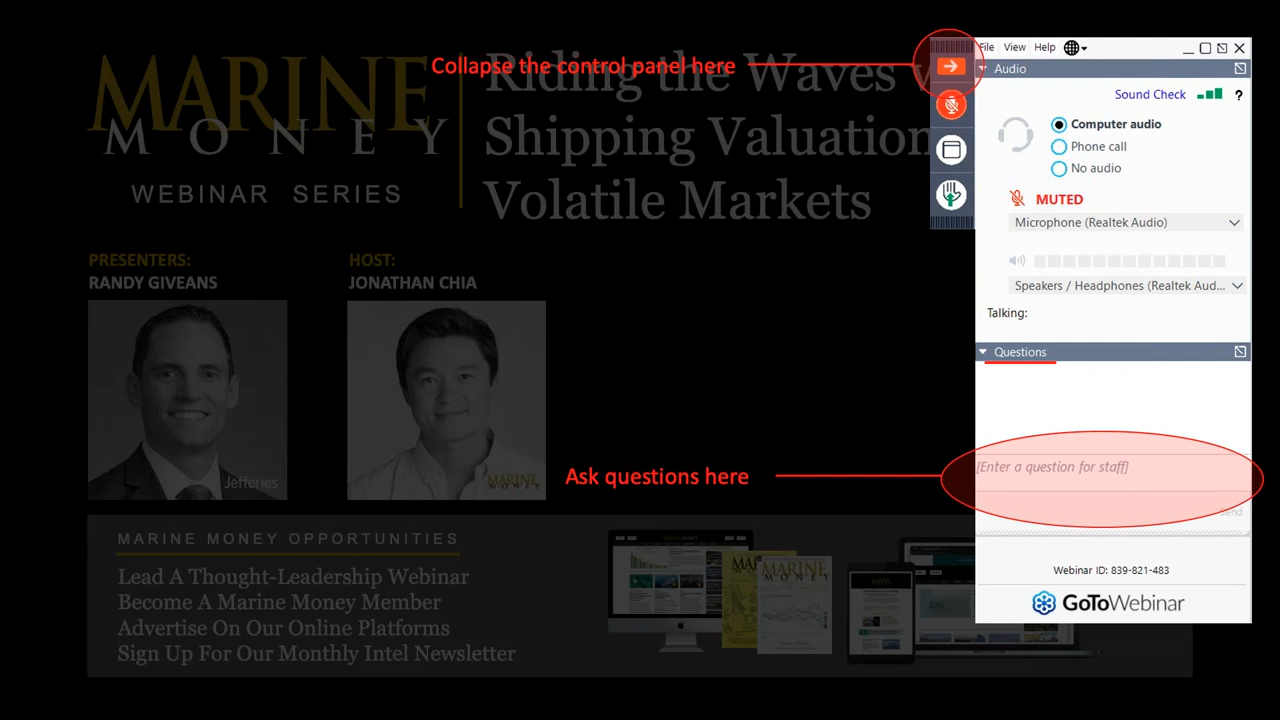 MARINE
MONEY
WEBINAR SERIES
Riding the Waves
Shipping Valuation
Volatile Markets
Collapse the control panel here
PRESENTERS:
RANDY GIVEANS
HOST:
JONATHAN CHIA
Jefferies
MARINE
MONEY
Ask questions here
MARINE MONEY OPPORTUNITIES
Lead A Thought-Leadership Webinar
Become A Marine Money Member
Advertise On Our Online Platforms
Sign Up For Our Monthly Intel Newsletter
MARINE
MONEY
File View Help
Audio
Sound Check ?
Computer audio
Phone call
No audio
MUTED
Microphone (Realtek Audio)
Speakers / Headphones (Realtek Aud...
Talking:
Questions
[Enter a question for staff]
Send
Webinar ID: 839-821-483
GoToWebinar